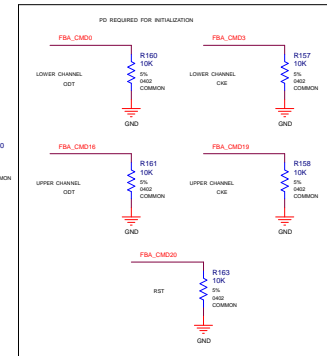 PD REQUIRED FOR INITIALIZATION
FBA_CMD0
R160
10K
5%
0402
COMMON
LOWER CHANNEL
ODT
GND
FBA_CMD3
R157
10K
5%
0402
COMMON
LOWER CHANNEL
CKE
GND
FBA_CMD16
R161
10K
5%
0402
COMMON
UPPER CHANNEL
ODT
GND
FBA_CMD19
R158
10K
5%
0402
COMMON
UPPER CHANNEL
CKE
GND
FBA_CMD20
R163
10K
5%
0402
COMMON
RST
GND